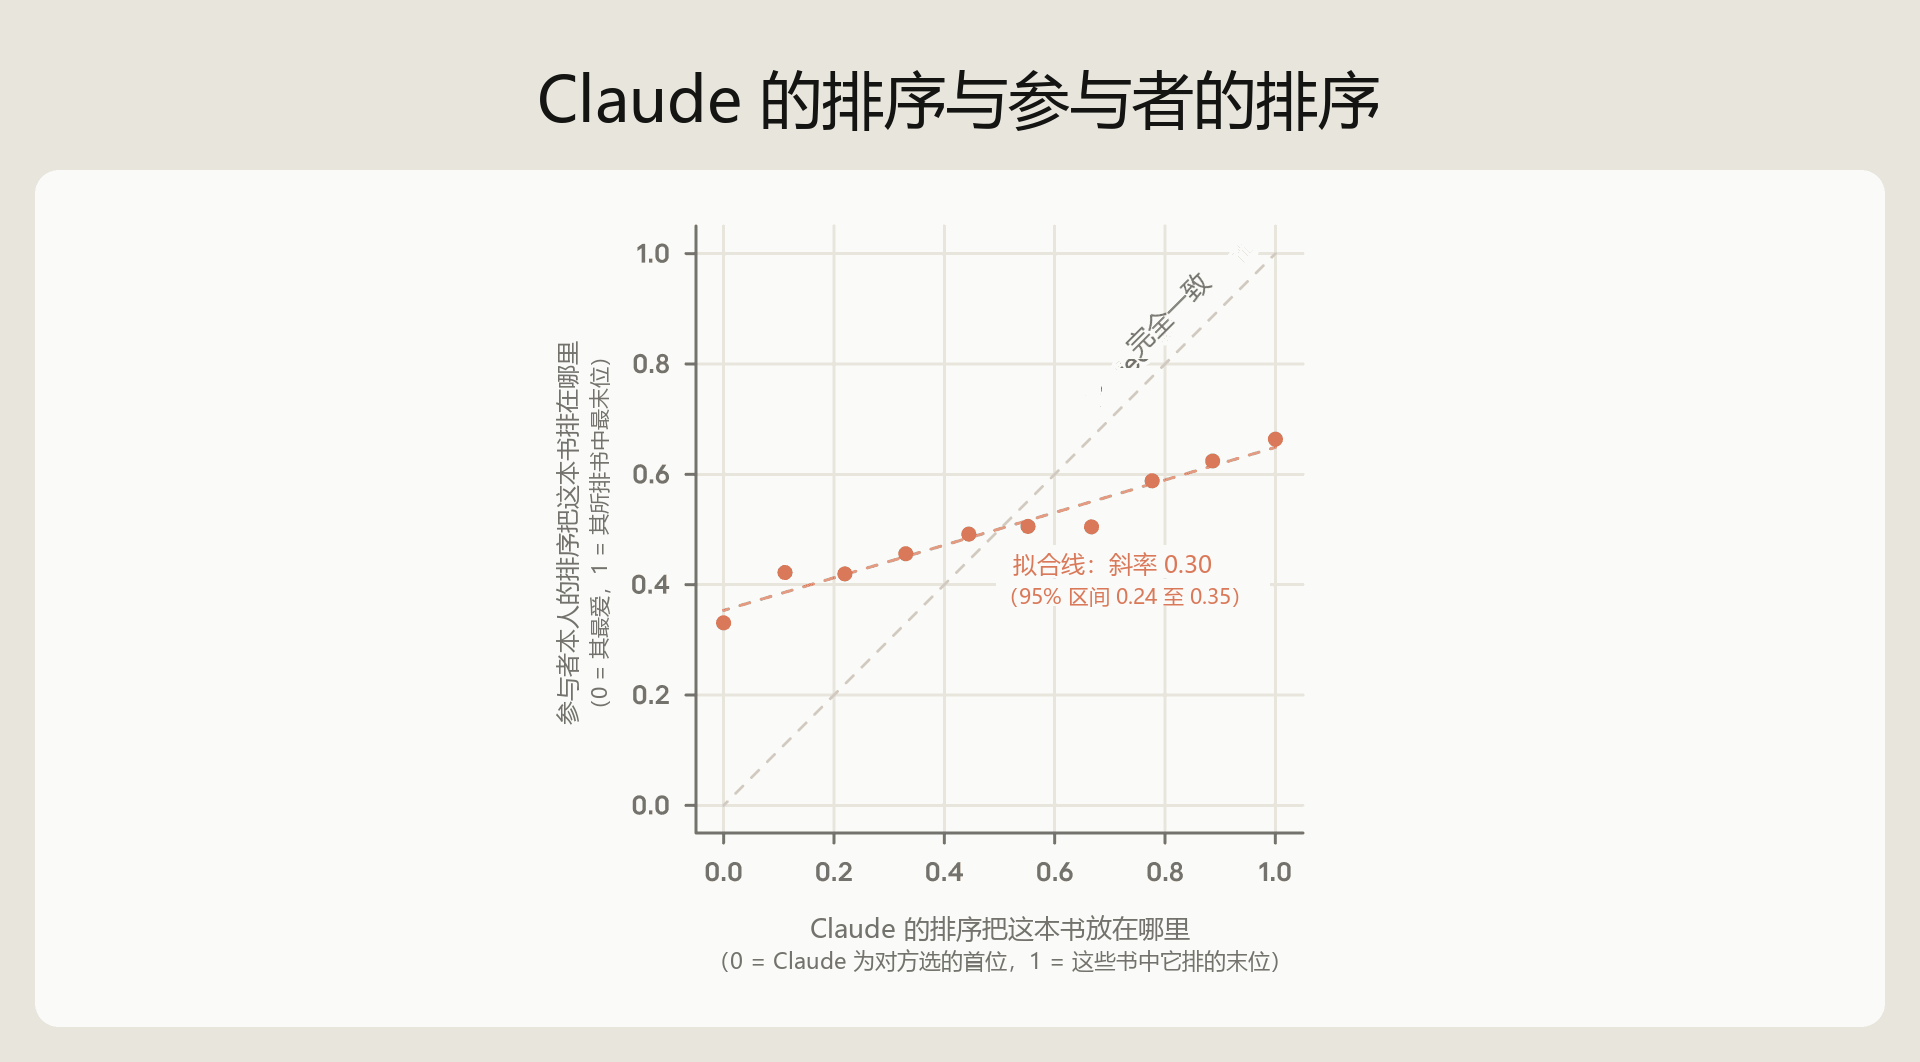 Claude 的排序与参与者的排序
参与者本人的排序把这本书排在哪里
（0 = 其最爱，1 = 其所排书中最末位）
1.0
0.8
0.6
0.4
0.2
0.0
完全一致
拟合线：斜率 0.30
（95% 区间 0.24 至 0.35）
0.0 0.2 0.4 0.6 0.8 1.0
Claude 的排序把这本书放在哪里
（0 = Claude 为对方选的首位，1 = 这些书中它排的末位）